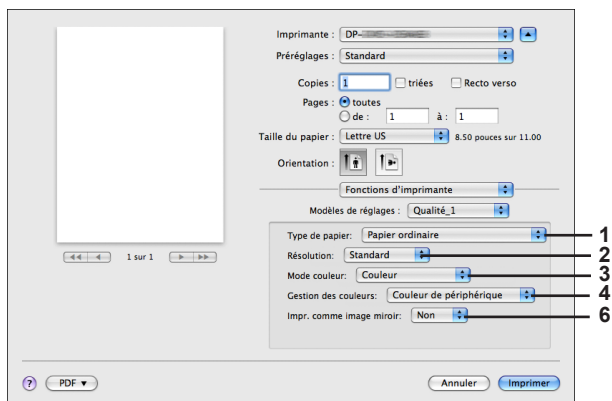 Imprimante : DP-
Préréglages : Standard
Copies : 1 triées Recto verso
Pages : toutes
de : 1 à : 1
Taille du papier : Lettre US 8.50 pouces sur 11.00
Orientation :
Fonctions d'imprimante
Modèles de réglages : Qualité_1
Type de papier: Papier ordinaire 1
Résolution: Standard 2
Mode couleur: Couleur 3
Gestion des couleurs: Couleur de périphérique 4
Impr. comme image miroir: Non 6
1 sur 1
? PDF ▼ Annuler Imprimer